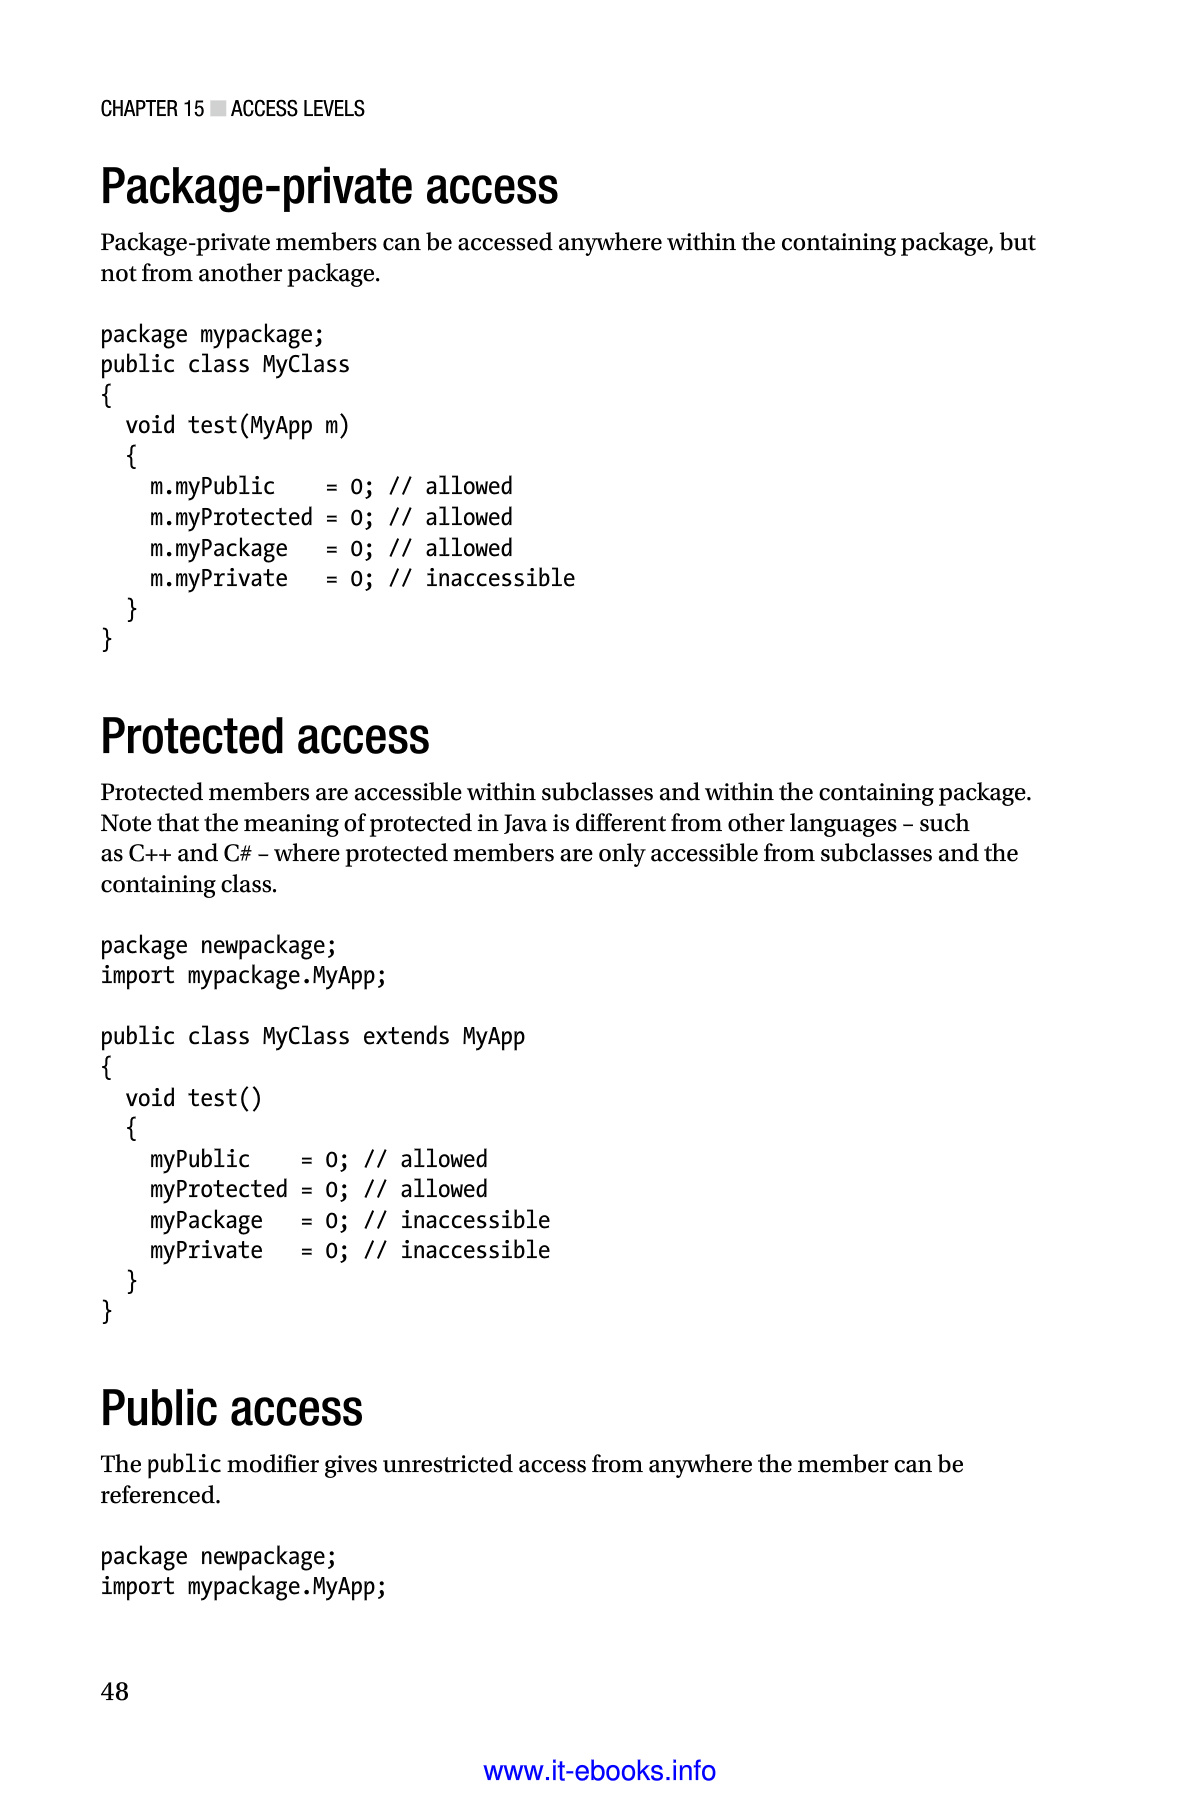 CHAPTER 15 ■ ACCESS LEVELS
Package-private access
Package-private members can be accessed anywhere within the containing package, but
not from another package.
package mypackage;
public class MyClass
{
  void test(MyApp m)
  {
    m.myPublic    = 0; // allowed
    m.myProtected = 0; // allowed
    m.myPackage   = 0; // allowed
    m.myPrivate   = 0; // inaccessible
  }
}
Protected access
Protected members are accessible within subclasses and within the containing package.
Note that the meaning of protected in Java is different from other languages – such
as C++ and C# – where protected members are only accessible from subclasses and the
containing class.
package newpackage;
import mypackage.MyApp;
public class MyClass extends MyApp
{
  void test()
  {
    myPublic    = 0; // allowed
    myProtected = 0; // allowed
    myPackage   = 0; // inaccessible
    myPrivate   = 0; // inaccessible
  }
}
Public access
The public modifier gives unrestricted access from anywhere the member can be
referenced.
package newpackage;
import mypackage.MyApp;
48
www.it-ebooks.info